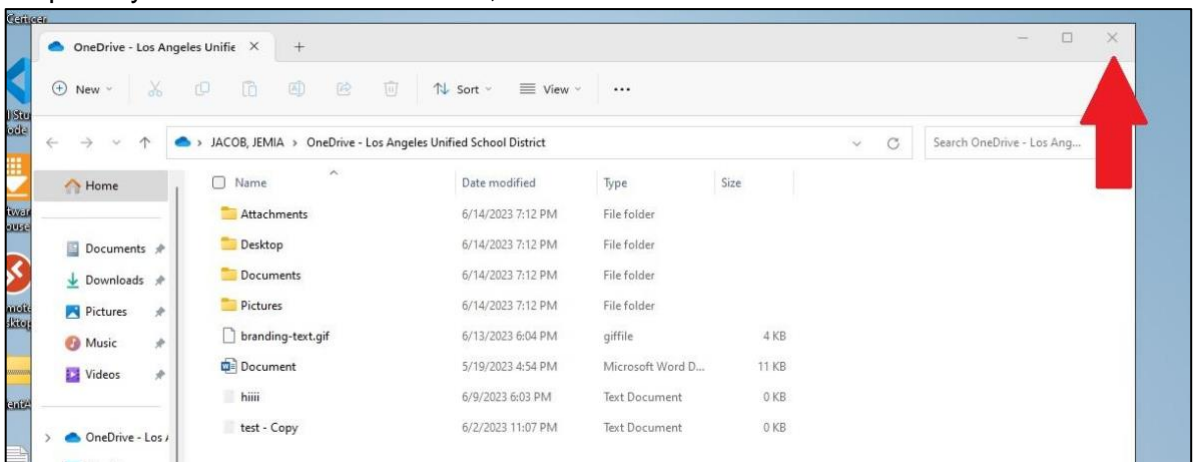 OneDrive - Los Angeles Unifie
New
Sort
View
JACOB, JEMIA > OneDrive - Los Angeles Unified School District
Search OneDrive - Los Ang...
Home
Documents
Downloads
Pictures
Music
Videos
OneDrive - Los
Name Date modified Type Size
Attachments 6/14/2023 7:12 PM File folder
Desktop 6/14/2023 7:12 PM File folder
Documents 6/14/2023 7:12 PM File folder
Pictures 6/14/2023 7:12 PM File folder
branding-text.gif 6/13/2023 6:04 PM giffile 4 KB
Document 5/19/2023 4:54 PM Microsoft Word D... 11 KB
hiiii 6/9/2023 6:03 PM Text Document 0 KB
test - Copy 6/2/2023 11:07 PM Text Document 0 KB